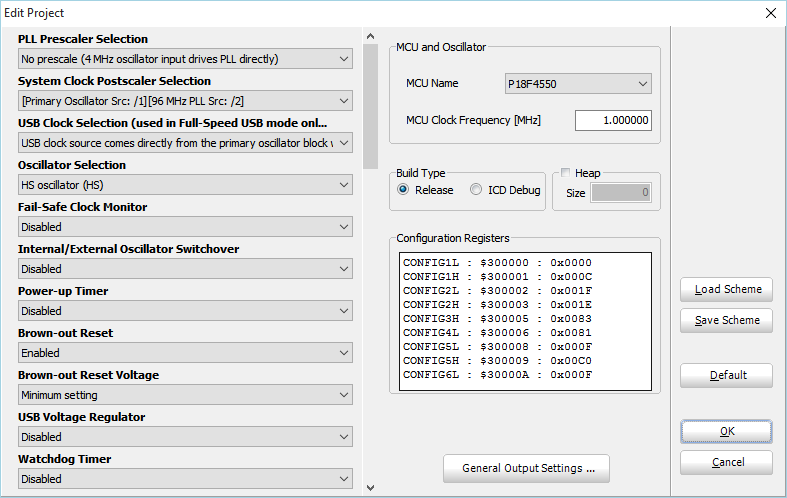 Edit Project
PLL Prescaler Selection
No prescale (4 MHz oscillator input drives PLL directly)
System Clock Postscaler Selection
[Primary Oscillator Src: /1][96 MHz PLL Src: /2]
USB Clock Selection (used in Full-Speed USB mode onl...
USB clock source comes directly from the primary oscillator block
Oscillator Selection
HS oscillator (HS)
Fail-Safe Clock Monitor
Disabled
Internal/External Oscillator Switchover
Disabled
Power-up Timer
Disabled
Brown-out Reset
Enabled
Brown-out Reset Voltage
Minimum setting
USB Voltage Regulator
Disabled
Watchdog Timer
Disabled
MCU and Oscillator
MCU Name P18F4550
MCU Clock Frequency [MHz] 1.000000
Build Type
Release ICD Debug
Heap
Size 0
Configuration Registers
CONFIG1L : $300000 : 0x0000
CONFIG1H : $300001 : 0x000C
CONFIG2L : $300002 : 0x001F
CONFIG2H : $300003 : 0x001E
CONFIG3H : $300005 : 0x0083
CONFIG4L : $300006 : 0x0081
CONFIG5L : $300008 : 0x000F
CONFIG5H : $300009 : 0x00C0
CONFIG6L : $30000A : 0x000F
General Output Settings ...
Load Scheme
Save Scheme
Default
OK
Cancel